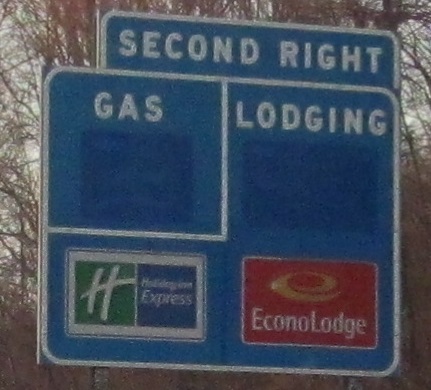 SECOND RIGHT
GAS
LODGING
H
Holiday Inn
Express
EconoLodge